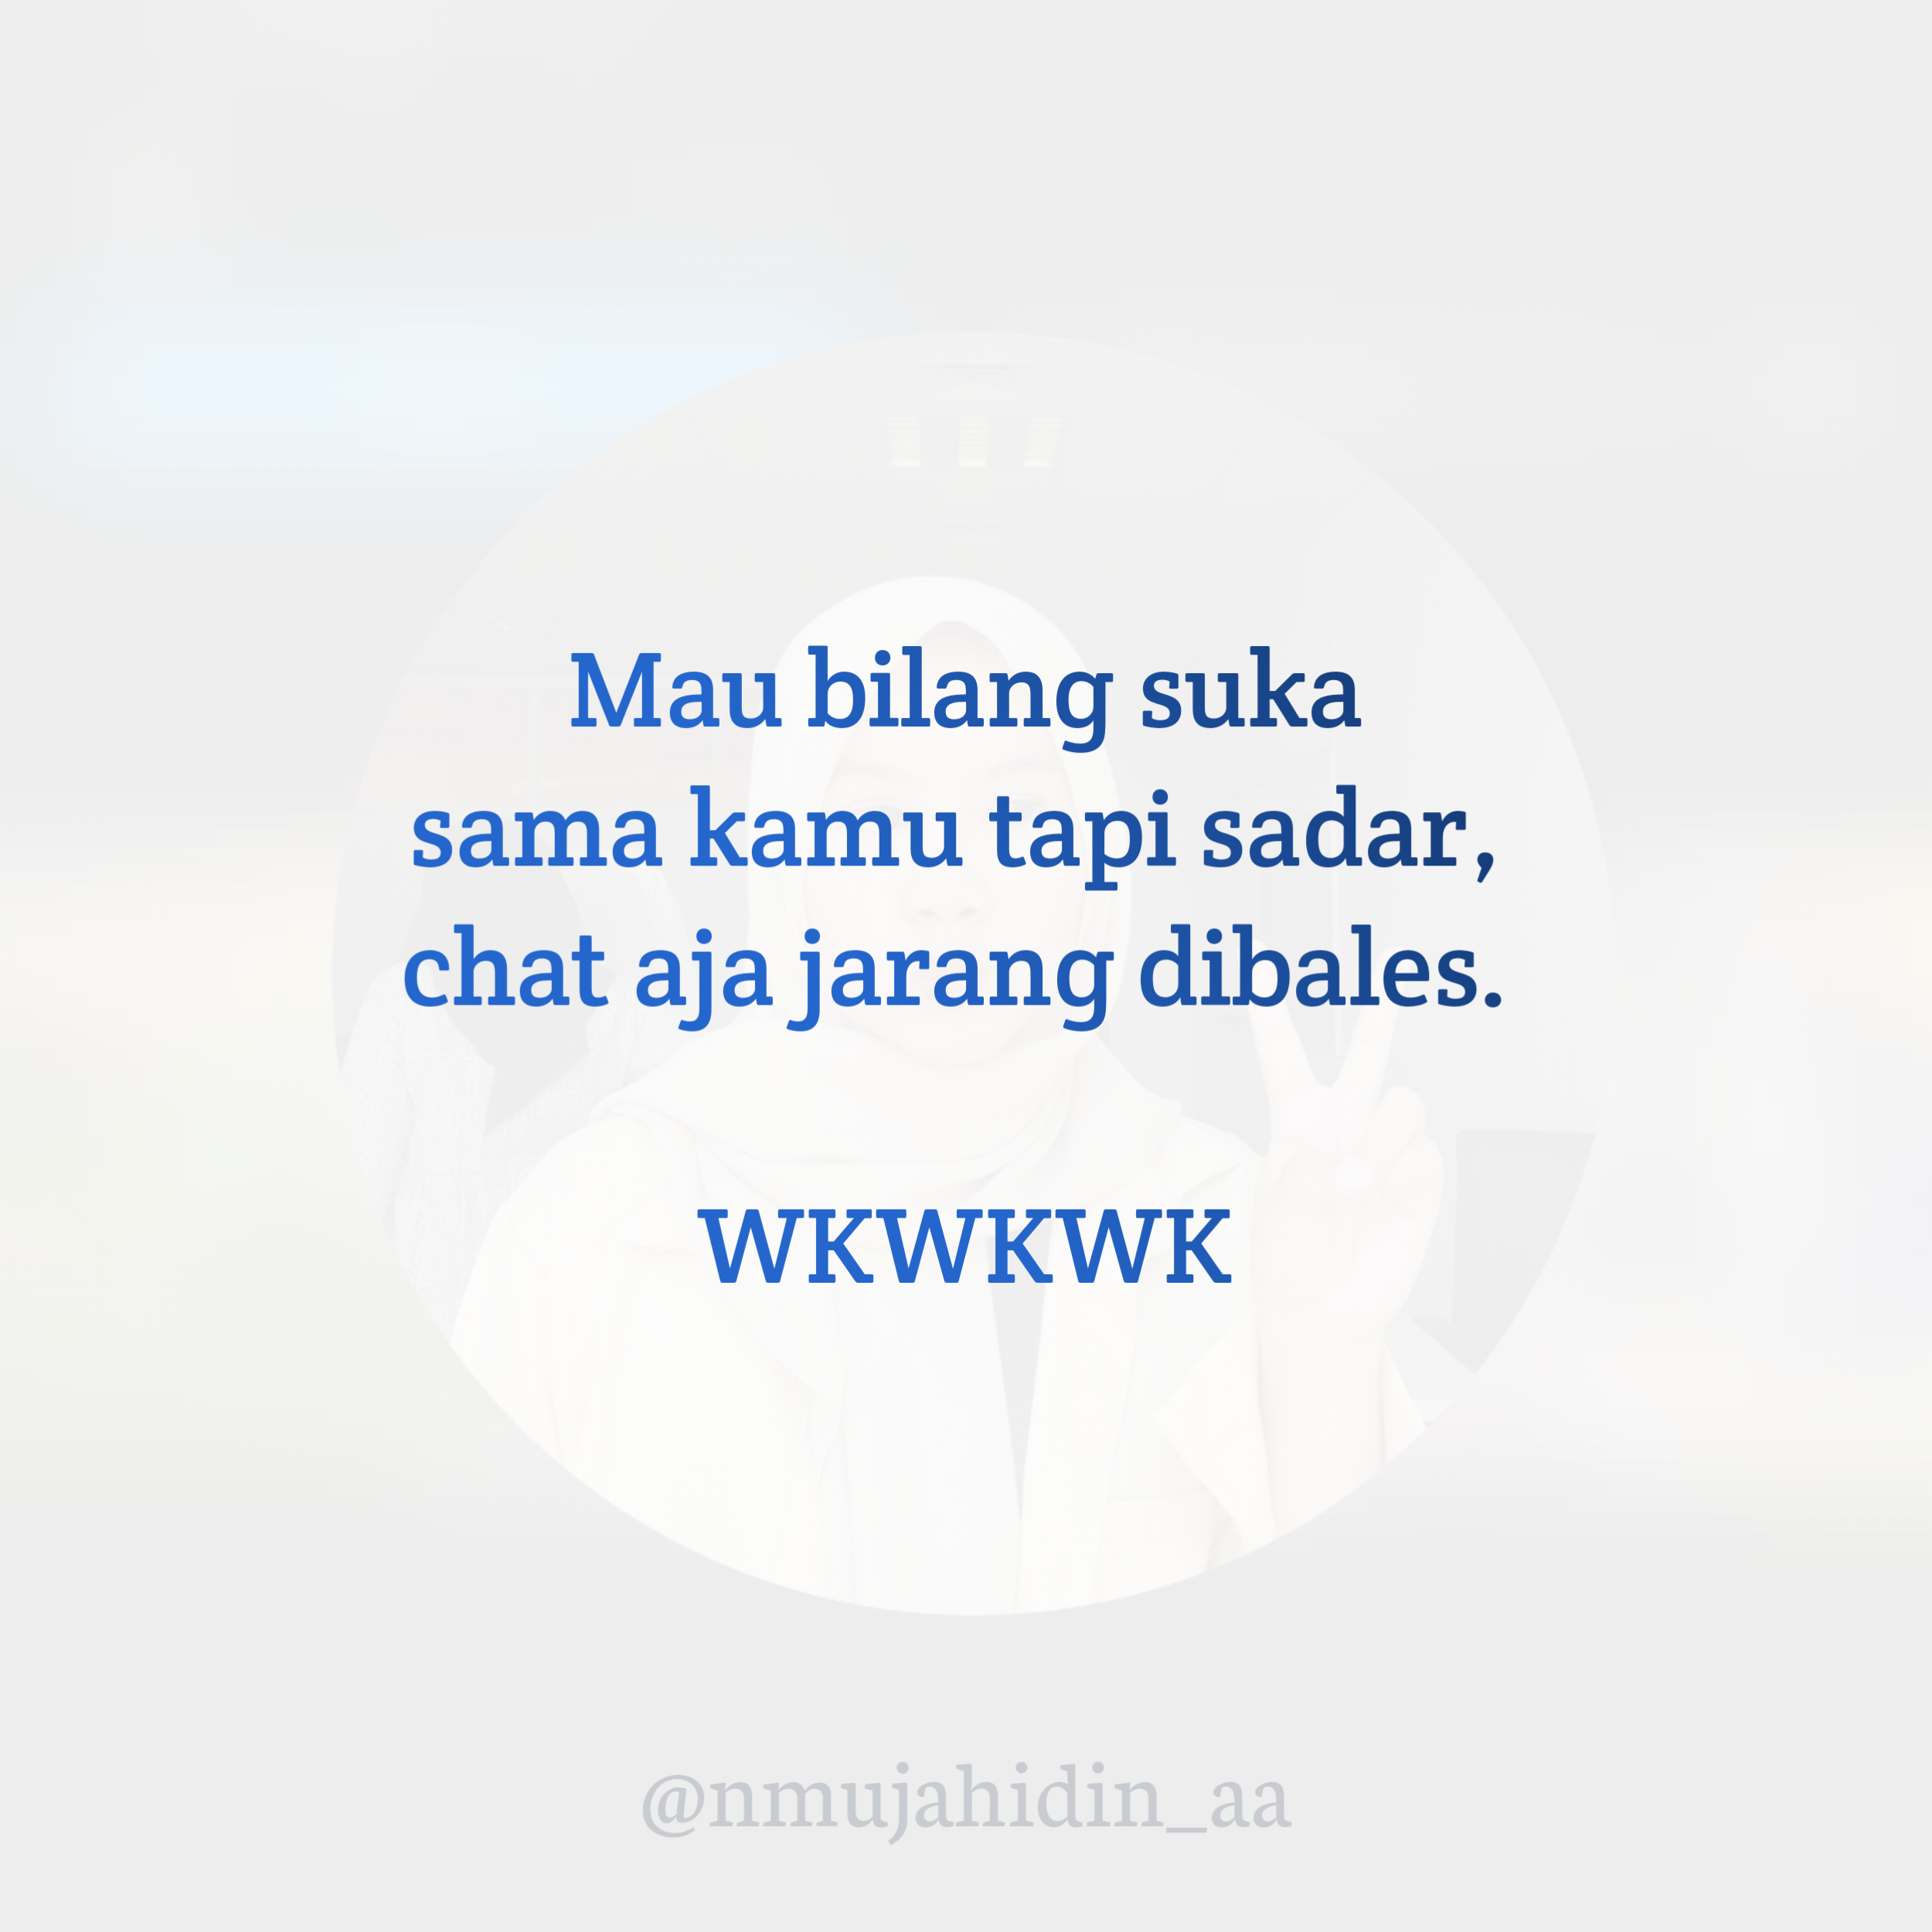 Mau bilang suka
sama kamu tapi sadar,
chat aja jarang dibales.
WKWKWK
@nmujahidin_aa